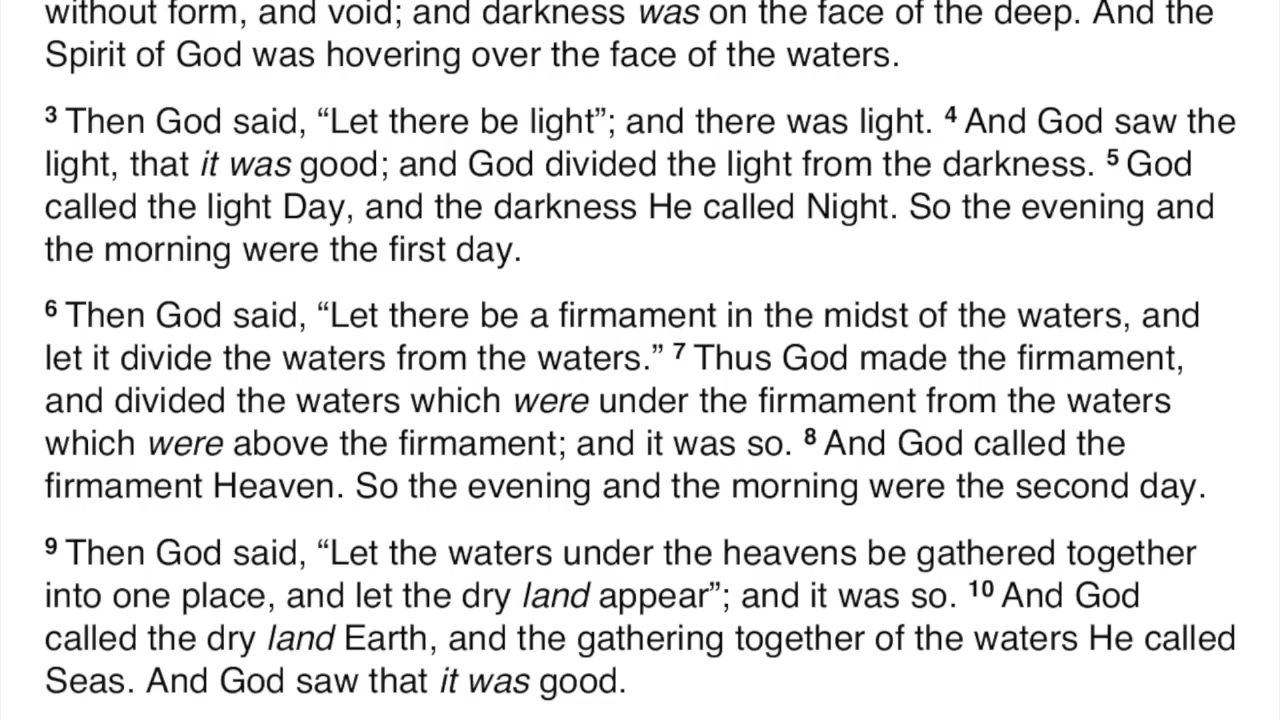 without form, and void; and darkness was on the face of the deep. And the
Spirit of God was hovering over the face of the waters.
3 Then God said, “Let there be light”; and there was light. 4 And God saw the
light, that it was good; and God divided the light from the darkness. 5 God
called the light Day, and the darkness He called Night. So the evening and
the morning were the first day.
6 Then God said, “Let there be a firmament in the midst of the waters, and
let it divide the waters from the waters.” 7 Thus God made the firmament,
and divided the waters which were under the firmament from the waters
which were above the firmament; and it was so. 8 And God called the
firmament Heaven. So the evening and the morning were the second day.
9 Then God said, “Let the waters under the heavens be gathered together
into one place, and let the dry land appear”; and it was so. 10 And God
called the dry land Earth, and the gathering together of the waters He called
Seas. And God saw that it was good.